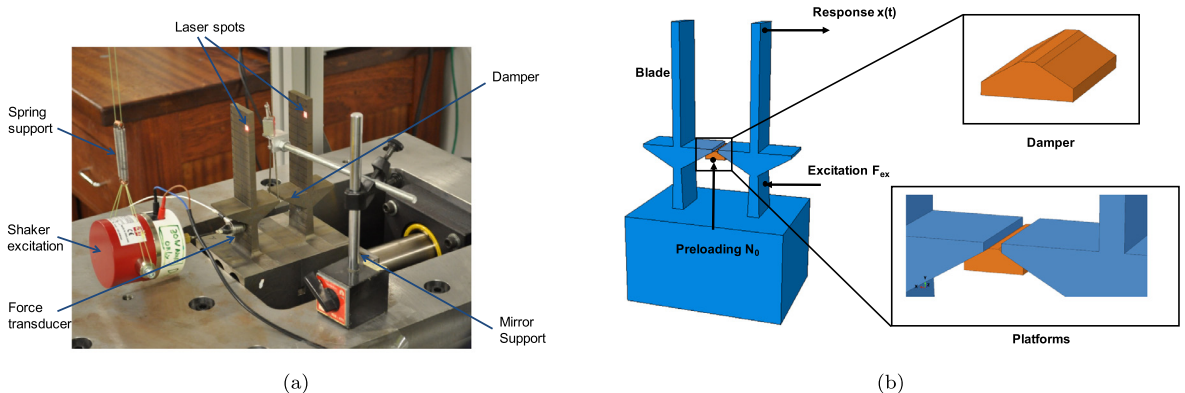 Laser spots
Damper
Spring
support
Shaker
excitation
Force
transducer
Mirror
Support
(a)
Response x(t)
Blade
Damper
Excitation Fex
Preloading N0
Platforms
(b)